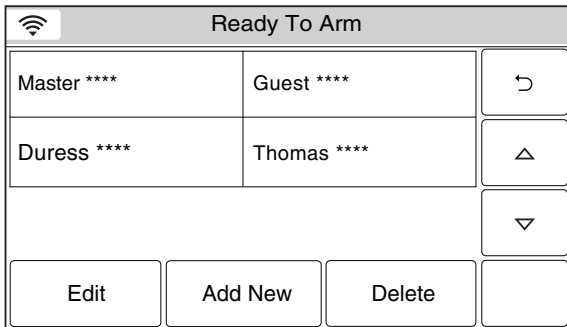 Ready To Arm
Master **** Guest ****
Duress **** Thomas ****
Edit Add New Delete